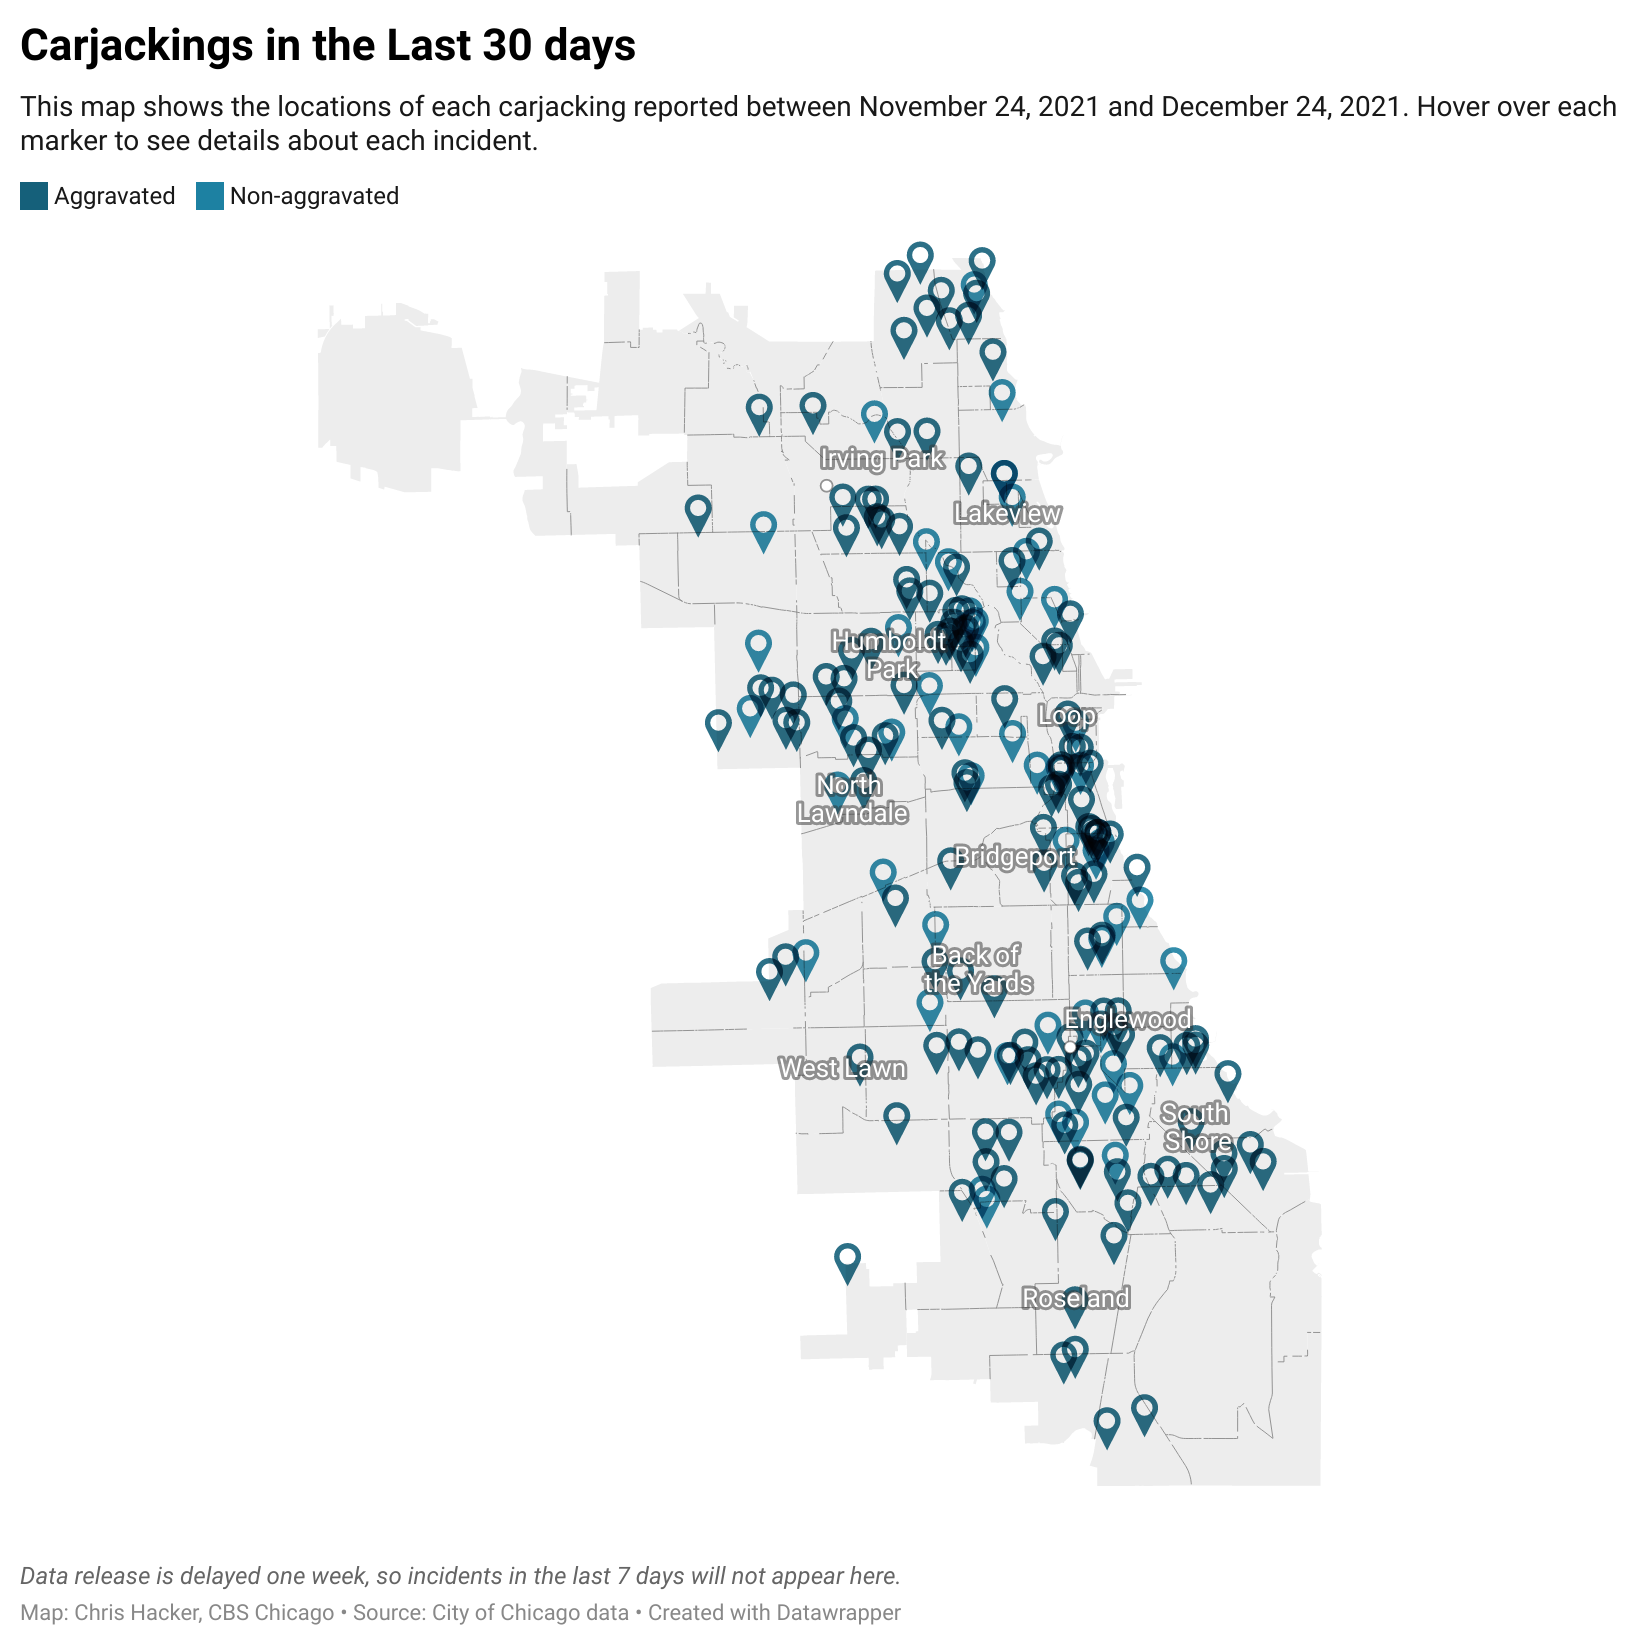 Carjackings in the Last 30 days
This map shows the locations of each carjacking reported between November 24, 2021 and December 24, 2021. Hover over each
marker to see details about each incident.
Aggravated Non-aggravated
Irving Park
Lakeview
Humboldt
Park
Loop
North
Lawndale
Bridgeport
Back of
the Yards
Englewood
West Lawn
South
Shore
Roseland
Data release is delayed one week, so incidents in the last 7 days will not appear here.
Map: Chris Hacker, CBS Chicago • Source: City of Chicago data • Created with Datawrapper